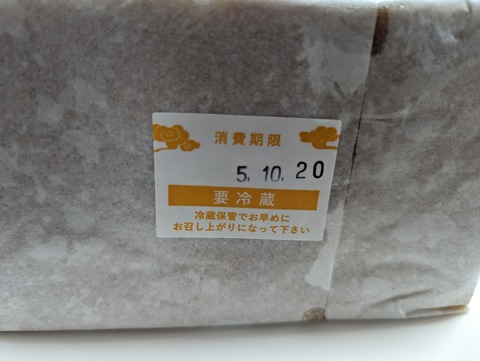 消費期限
5. 10. 20
要冷蔵
冷蔵保管でお早めに
お召し上がりになって下さい